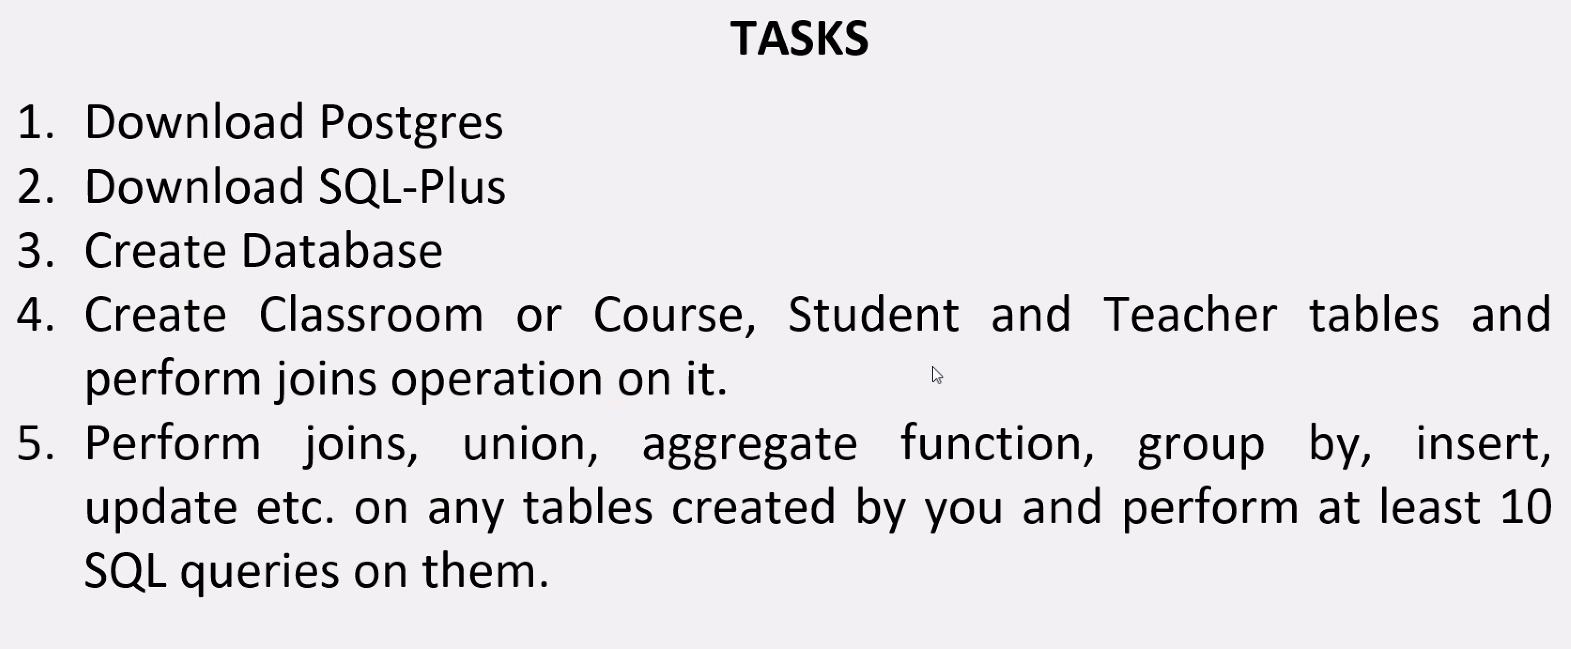 TASKS
1. Download Postgres
2. Download SQL-Plus
3. Create Database
4. Create Classroom or Course, Student and Teacher tables and
perform joins operation on it.
5. Perform joins, union, aggregate function, group by, insert,
update etc. on any tables created by you and perform at least 10
SQL queries on them.